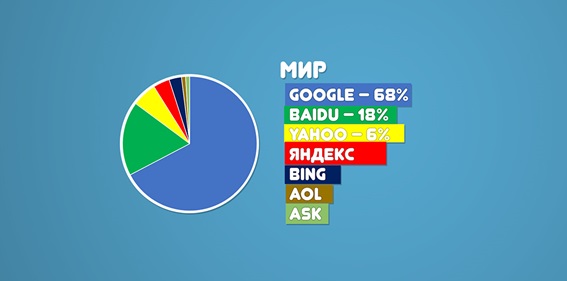 МИР
GOOGLE – 68%
BAIDU – 18%
YAHOO – 6%
ЯНДЕКС
BING
AOL
ASK